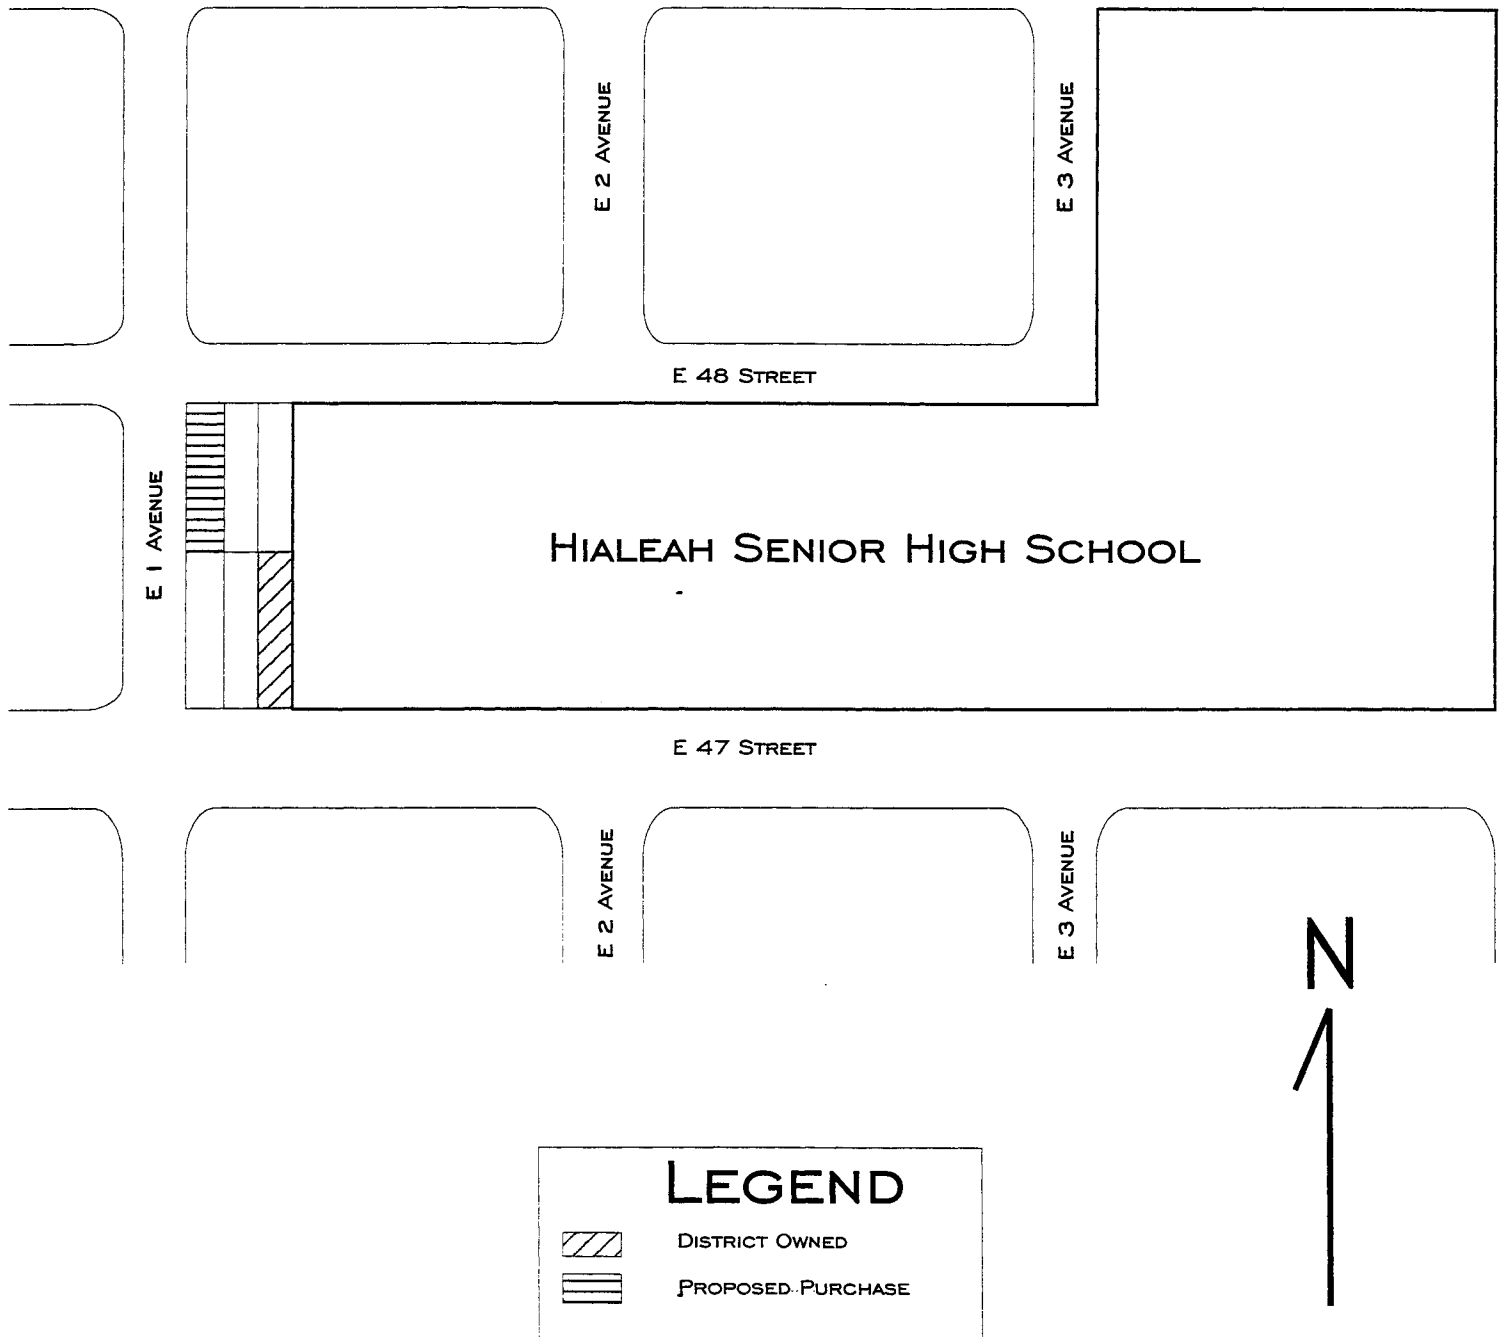 E 2 AVENUE
E 3 AVENUE
E 48 STREET
E 1 AVENUE
HIALEAH SENIOR HIGH SCHOOL
E 47 STREET
E 2 AVENUE
E 3 AVENUE
N
LEGEND
DISTRICT OWNED
PROPOSED PURCHASE